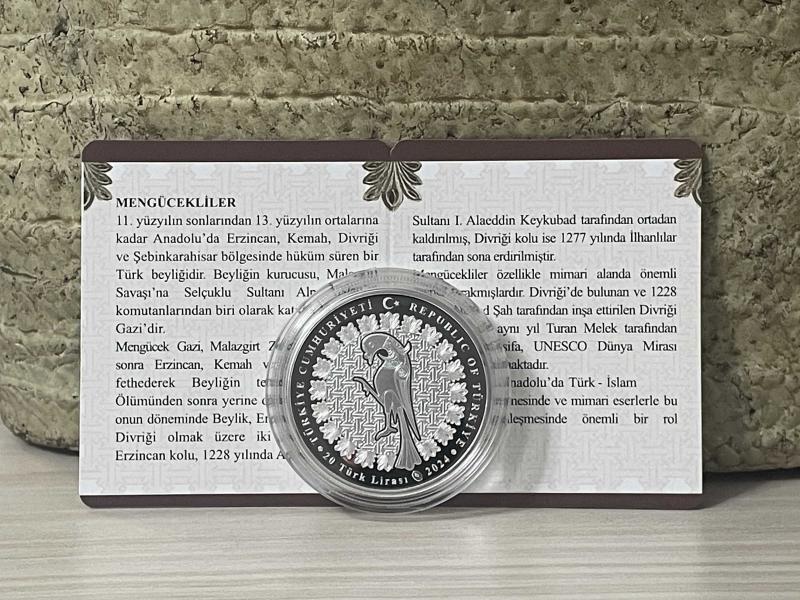 MENGÜCEKLİLER
11. yüzyılın sonlarından 13. yüzyılın ortalarına
kadar Anadolu'da Erzincan, Kemah, Divriği
ve Şebinkarahisar bölgesinde hüküm süren bir
Türk beyliğidir. Beyliğin kurucusu, Malazgirt
Savaşı'na Selçuklu Sultanı
komutanlarından biri olarak
Gazi'dir.
Mengücek Gazi, Malazgirt
sonra Erzincan, Kemah
fethederek Beyliğin
Ölümünden sonra yerine
onun döneminde Beylik,
Divriği olmak üzere iki
Erzincan kolu, 1228 yılında
Sultanı I. Alaeddin Keykubad tarafından ortadan
kaldırılmış, Divriği kolu ise 1277 yılında İlhanlılar
tarafından sona erdirilmiştir.
Mengücekliler özellikle mimari alanda önemli
Divriği'de bulunan ve 1228
Şah tarafından inşa ettirilen Divriği
aynı yıl Turan Melek tarafından
UNESCO Dünya Mirası
Anadolu'da Türk - İslam
ve mimari eserlerle bu
önemli bir rol
TÜRKİYE CUMHURİYETİ REPUBLIC OF TÜRKİYE
20 Türk Lirası 2024